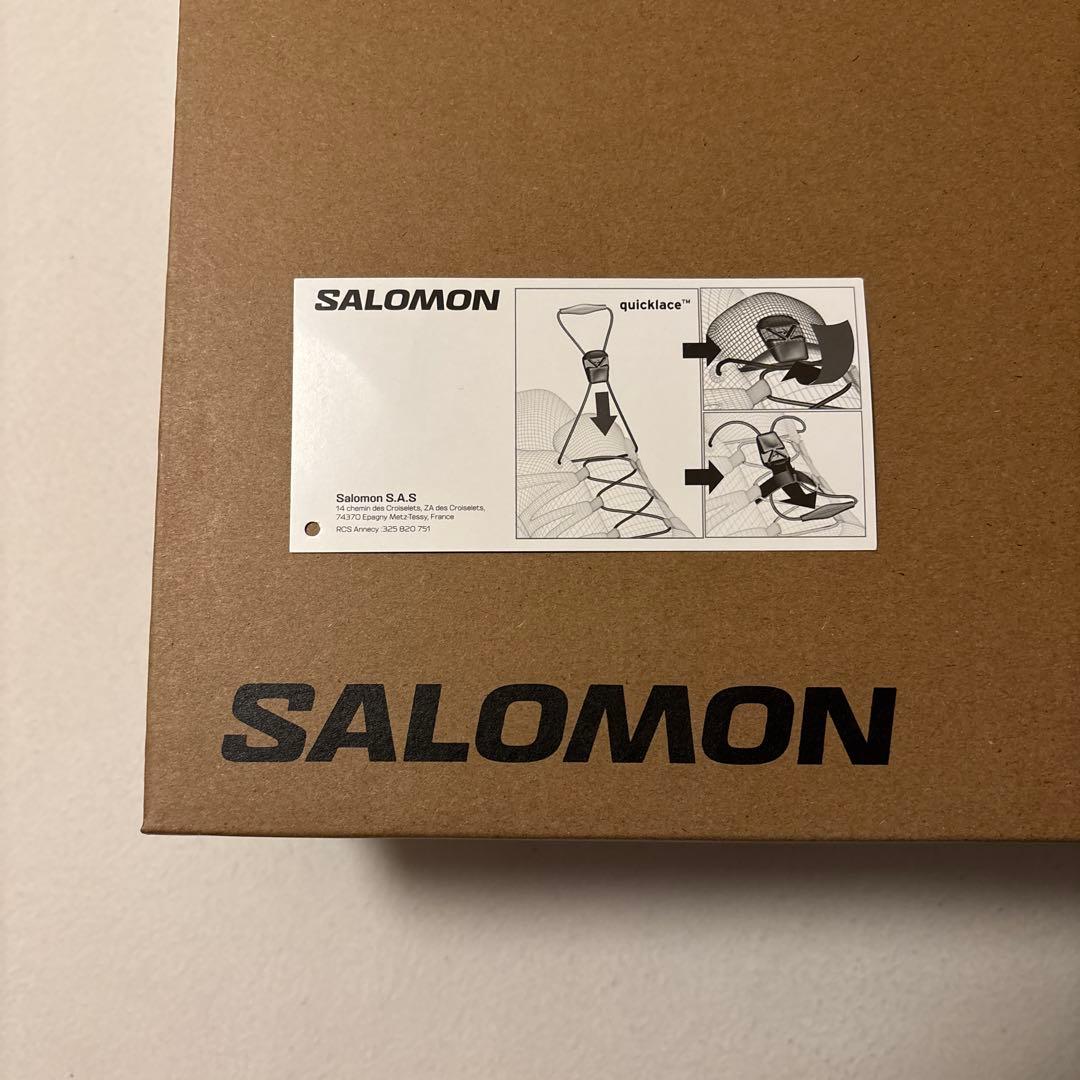 SALOMON
quicklace™
Salomon S.A.S
14 chemin des Croiselets, ZA des Croiselets,
74370 Epagny Metz-Tessy, France
RCS Annecy :325 820 751
SALOMON